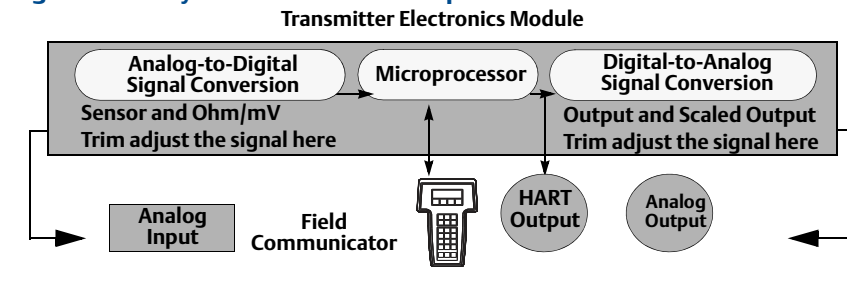 Transmitter Electronics Module
Analog-to-Digital
Signal Conversion
Microprocessor
Digital-to-Analog
Signal Conversion
Sensor and Ohm/mV
Trim adjust the signal here
Output and Scaled Output
Trim adjust the signal here
Analog
Input
Field
Communicator
HART
Output
Analog
Output